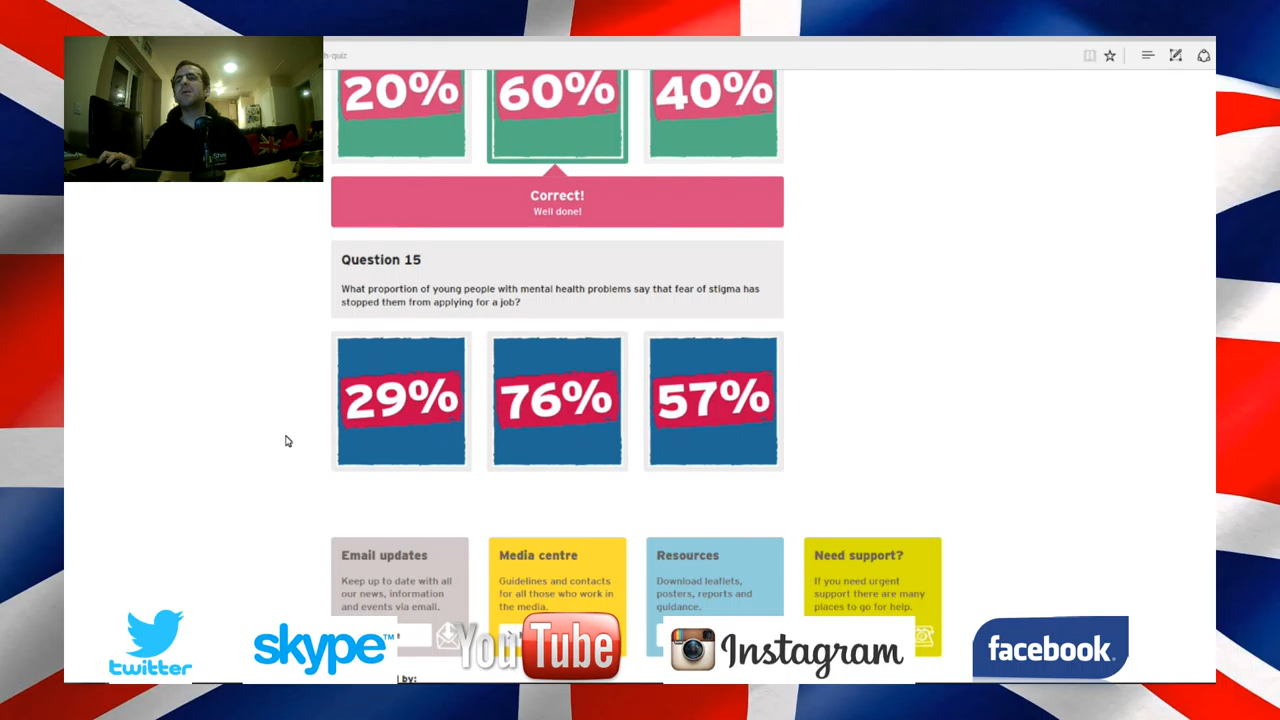 h-quiz
20%
60%
40%
Correct!
Well done!
Question 15
What proportion of young people with mental health problems say that fear of stigma has
stopped them from applying for a job?
29%
76%
57%
Email updates
Keep up to date with all
our news, information
and events via email.
Media centre
Guidelines and contacts
for all those who work in
the media.
Resources
Download leaflets,
posters, reports and
guidance.
Need support?
If you need urgent
support there are many
places to go for help.
twitter
skype™
YouTube
Instagram
facebook.
by: